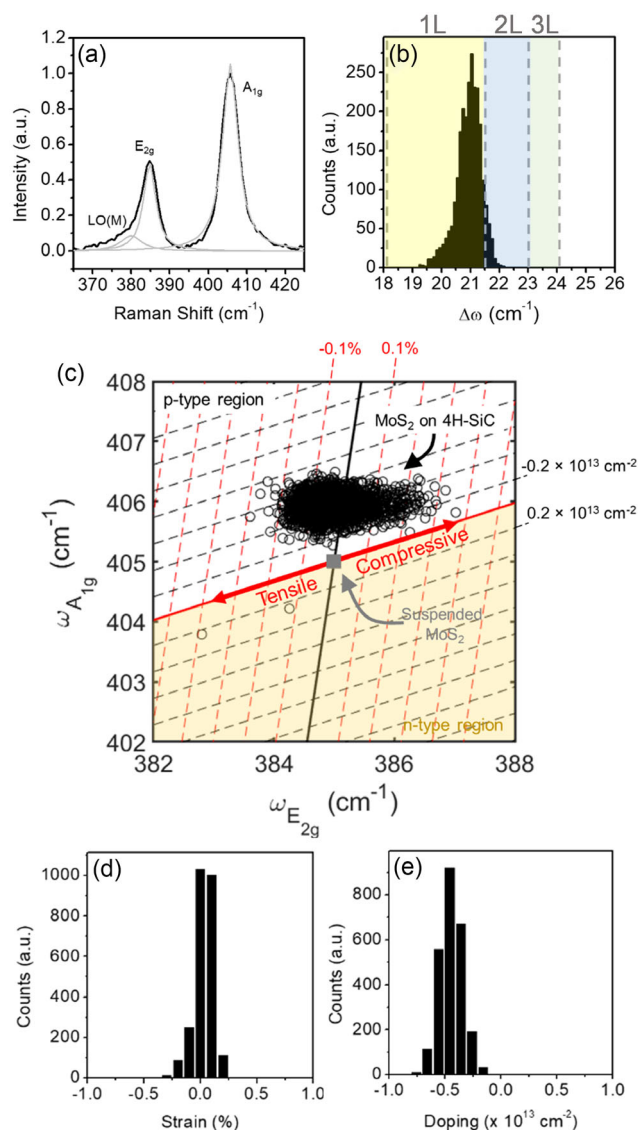 (a)
1.2
1.0
0.8
0.6
0.4
0.2
0.0
Intensity (a.u.)
LO(M)
E2g
A1g
370 380 390 400 410 420
Raman Shift (cm-1)
1L 2L 3L
(b)
250
200
150
100
50
0
Counts (a.u.)
18 19 20 21 22 23 24 25 26
Δω (cm-1)
(c)
-0.1% 0.1%
408
407
406
405
404
403
402
ωA1g (cm-1)
p-type region
MoS2 on 4H-SiC
-0.2 × 10^13 cm-2
0.2 × 10^13 cm-2
Compressive
Tensile
Suspended
MoS2
n-type region
382 384 386 388
ωE2g (cm-1)
(d)
1000
800
600
400
200
0
Counts (a.u.)
-1.0 -0.5 0.0 0.5 1.0
Strain (%)
(e)
800
600
400
200
0
Counts (a.u.)
-1.0 -0.5 0.0 0.5 1.0
Doping (x 10^13 cm-2)